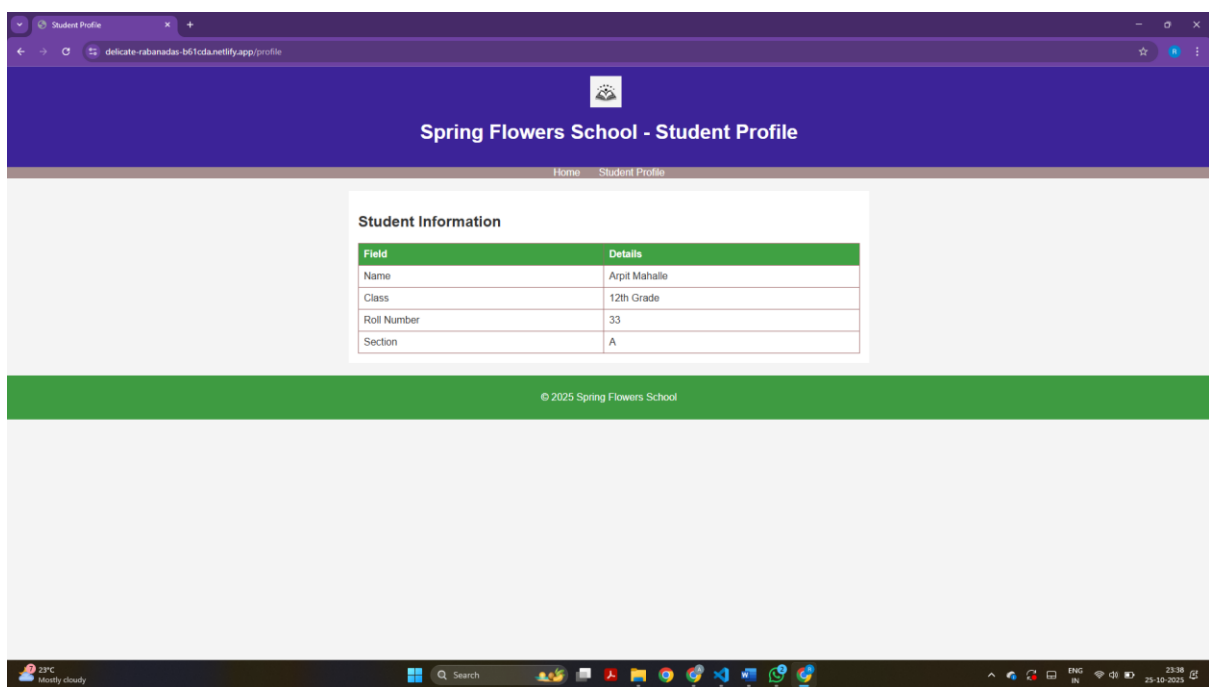 Student Profile
delicate-rabanadas-b61cda.netlify.app/profile
R
Spring Flowers School - Student Profile
Home Student Profile
Student Information
Field Details
Name Arpit Mahalle
Class 12th Grade
Roll Number 33
Section A
© 2025 Spring Flowers School
7 23°C
Mostly cloudy
Search
ENG
IN
23:38
25-10-2025